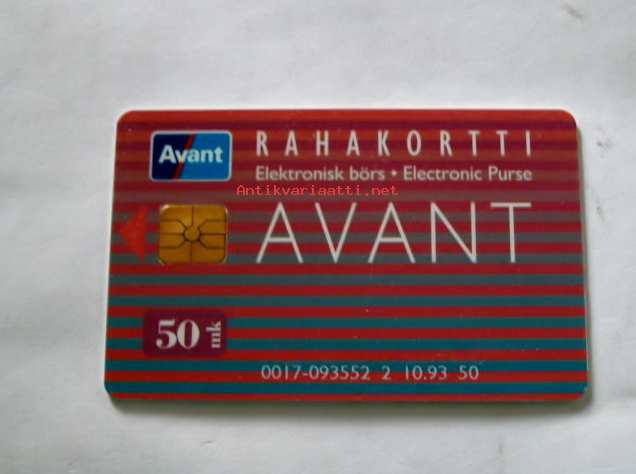 Avant
RAHAKORTTI
Elektronisk börs • Electronic Purse
Antikvariaatti.net
AVANT
50 mk
0017-093552 2 10.93 50